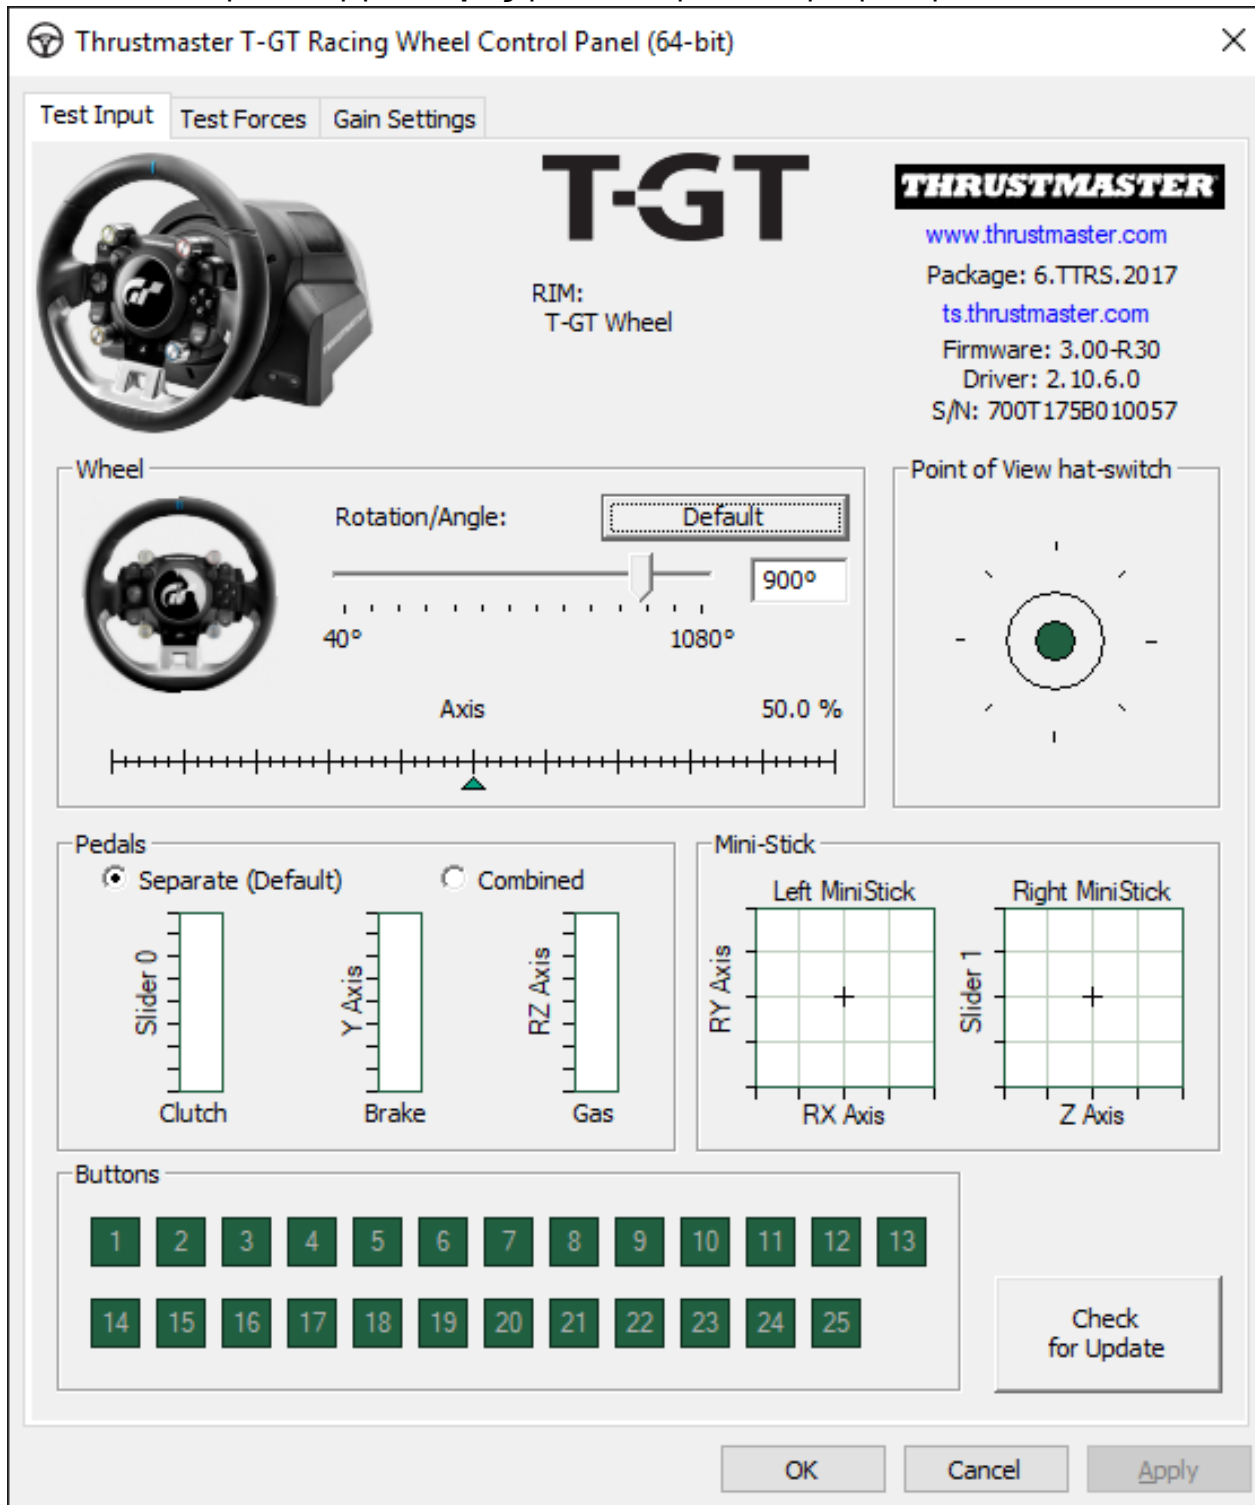 Thrustmaster T-GT Racing Wheel Control Panel (64-bit)
Test Input
Test Forces
Gain Settings
T-GT
THRUSTMASTER
www.thrustmaster.com
RIM:
T-GT Wheel
Package: 6.TTRS.2017
ts.thrustmaster.com
Firmware: 3.00-R30
Driver: 2.10.6.0
S/N: 700T175B010057
Wheel
Rotation/Angle:
Default
900°
40°
1080°
Axis
50.0 %
Point of View hat-switch
Pedals
Separate (Default)
Combined
Slider 0
Clutch
Y Axis
Brake
RZ Axis
Gas
Mini-Stick
Left MiniStick
RY Axis
RX Axis
Right MiniStick
Slider 1
Z Axis
Buttons
1 2 3 4 5 6 7 8 9 10 11 12 13
14 15 16 17 18 19 20 21 22 23 24 25
Check
for Update
OK
Cancel
Apply